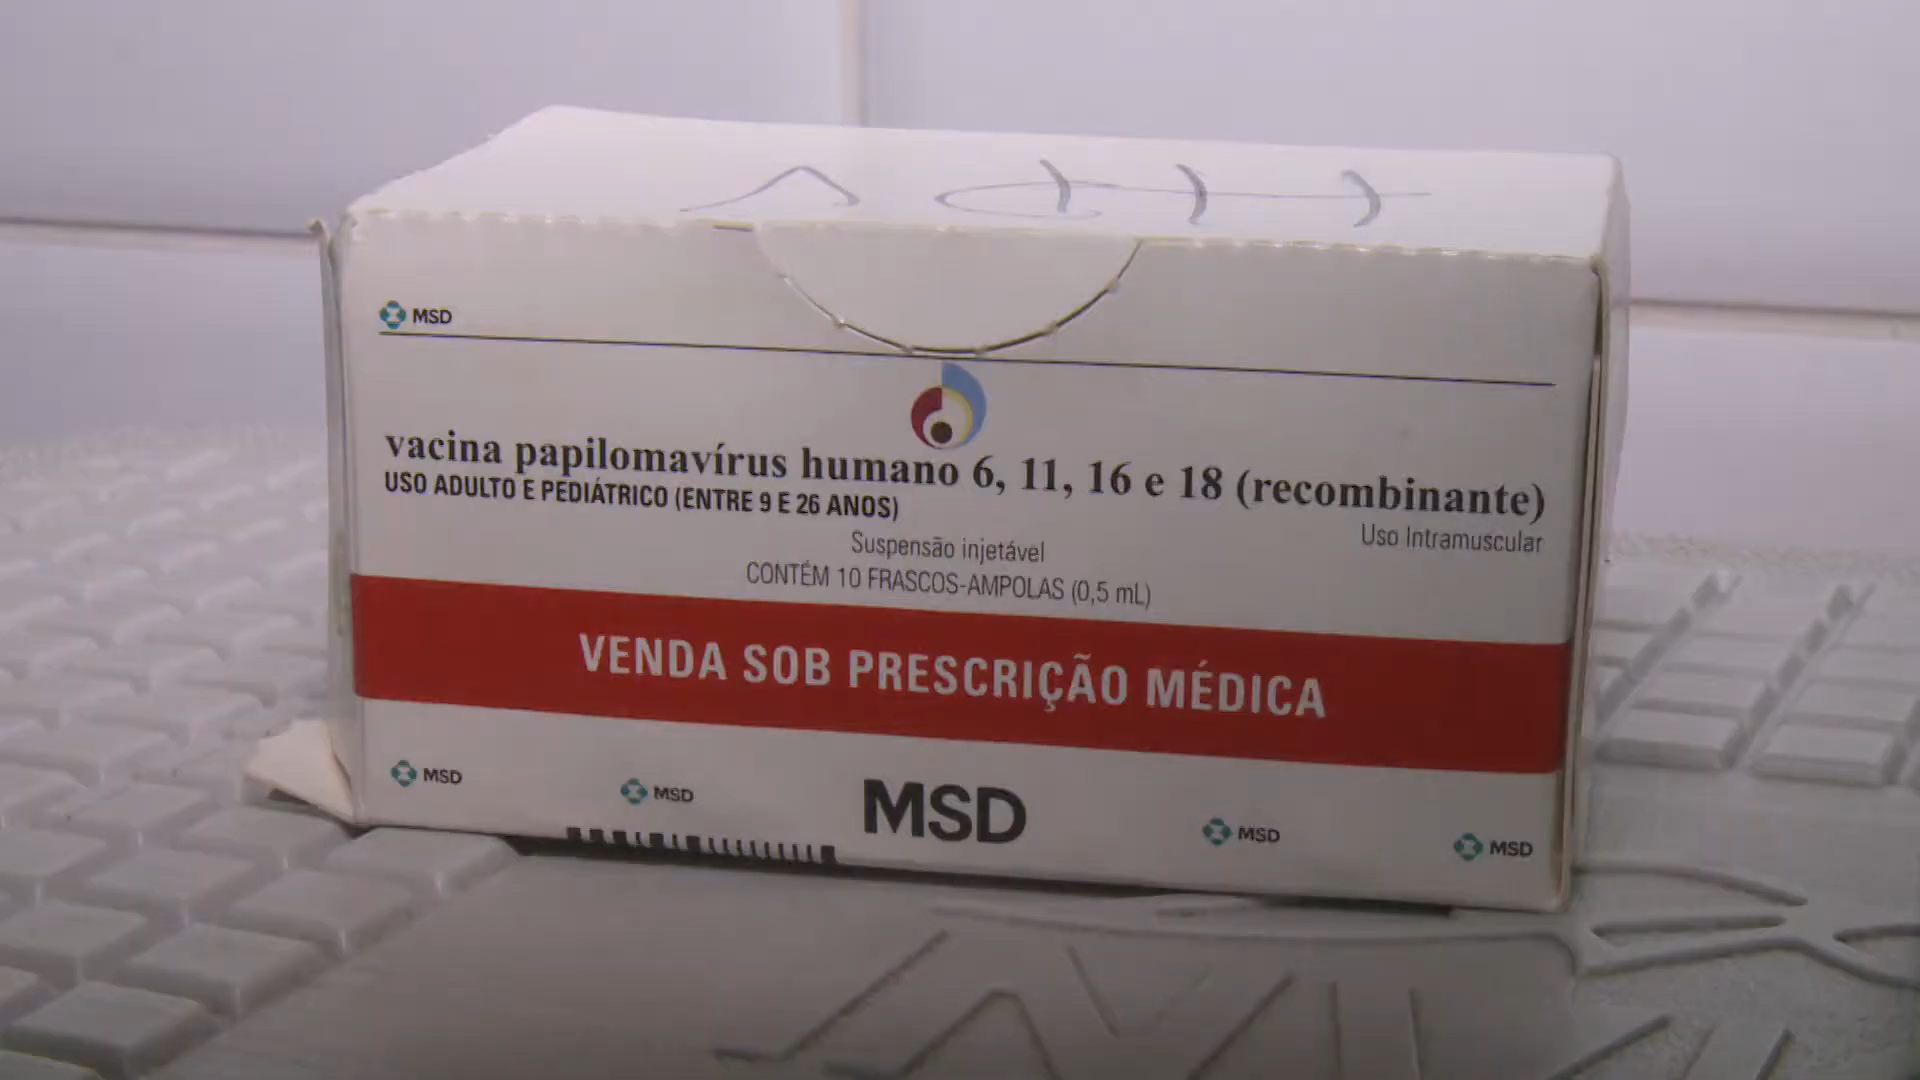 MSD
vacina papilomavírus humano 6, 11, 16 e 18 (recombinante)
USO ADULTO E PEDIÁTRICO (ENTRE 9 E 26 ANOS)
Uso Intramuscular
Suspensão injetável
CONTÉM 10 FRASCOS-AMPOLAS (0,5 mL)
VENDA SOB PRESCRIÇÃO MÉDICA
MSD MSD MSD MSD MSD